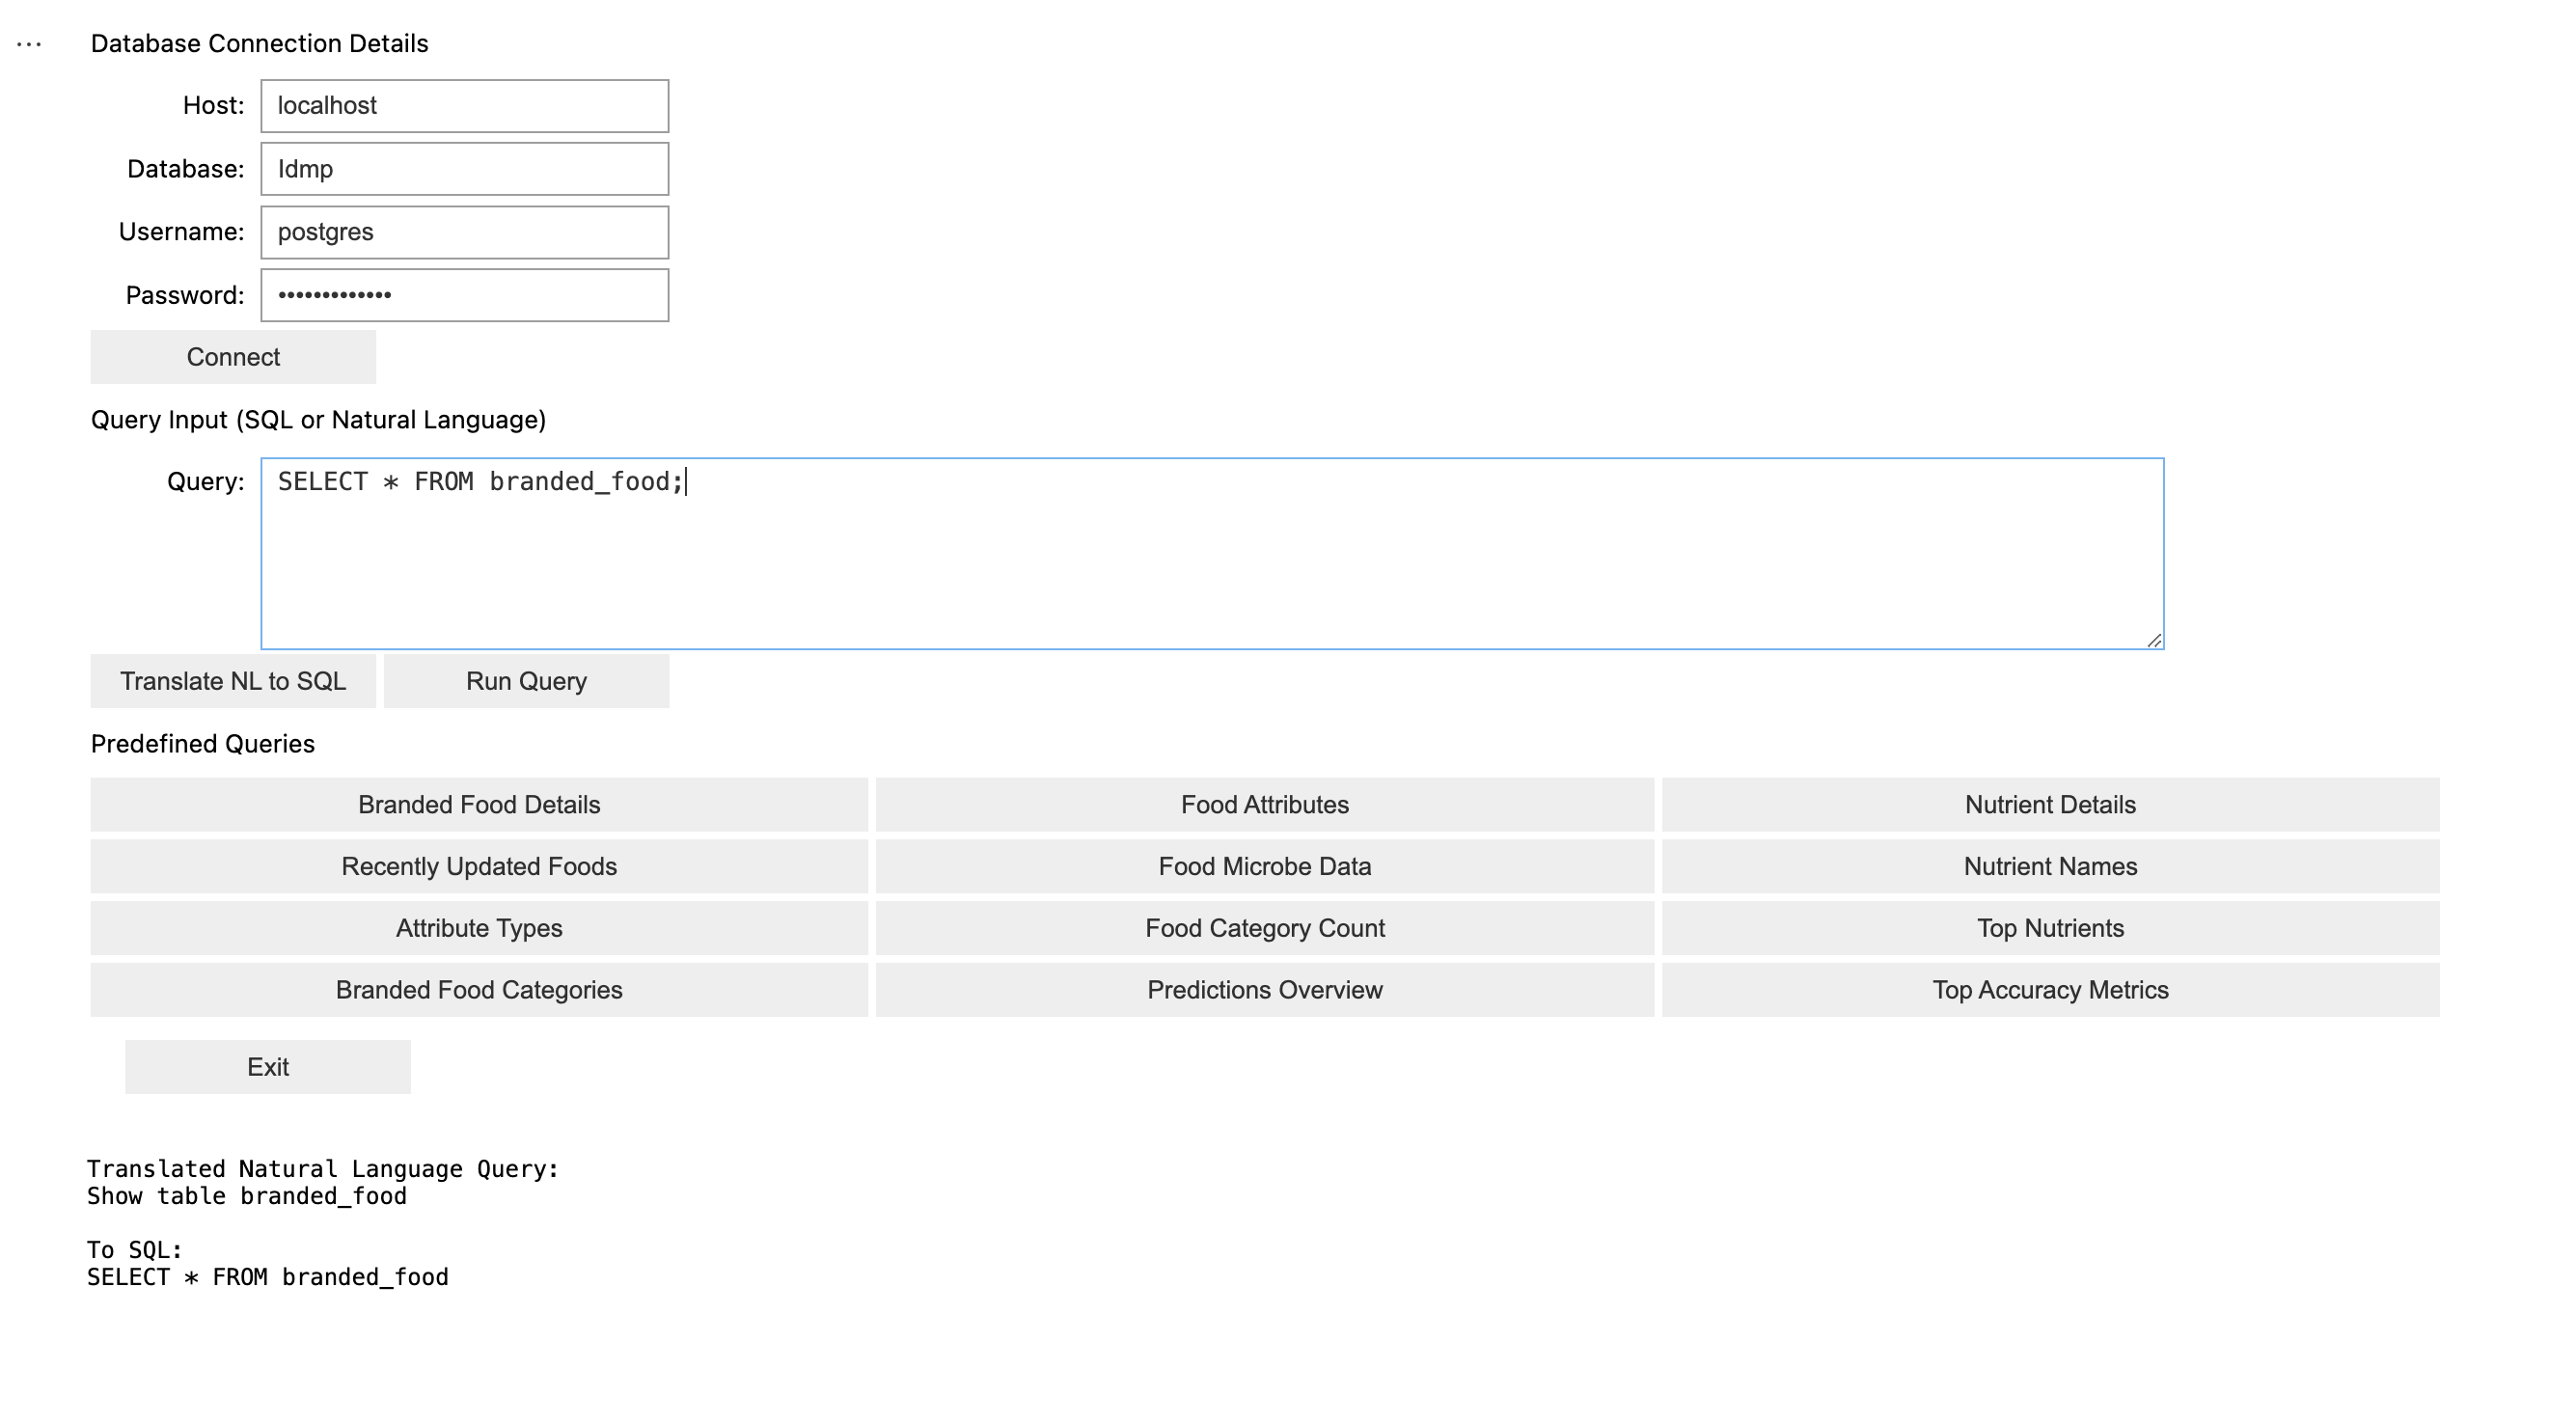 Database Connection Details
Host: localhost
Database: ldmp
Username: postgres
Password: •••••••••••••
Connect
Query Input (SQL or Natural Language)
Query: SELECT * FROM branded_food;
Translate NL to SQL Run Query
Predefined Queries
Branded Food Details Food Attributes Nutrient Details
Recently Updated Foods Food Microbe Data Nutrient Names
Attribute Types Food Category Count Top Nutrients
Branded Food Categories Predictions Overview Top Accuracy Metrics
Exit
Translated Natural Language Query:
Show table branded_food
To SQL:
SELECT * FROM branded_food